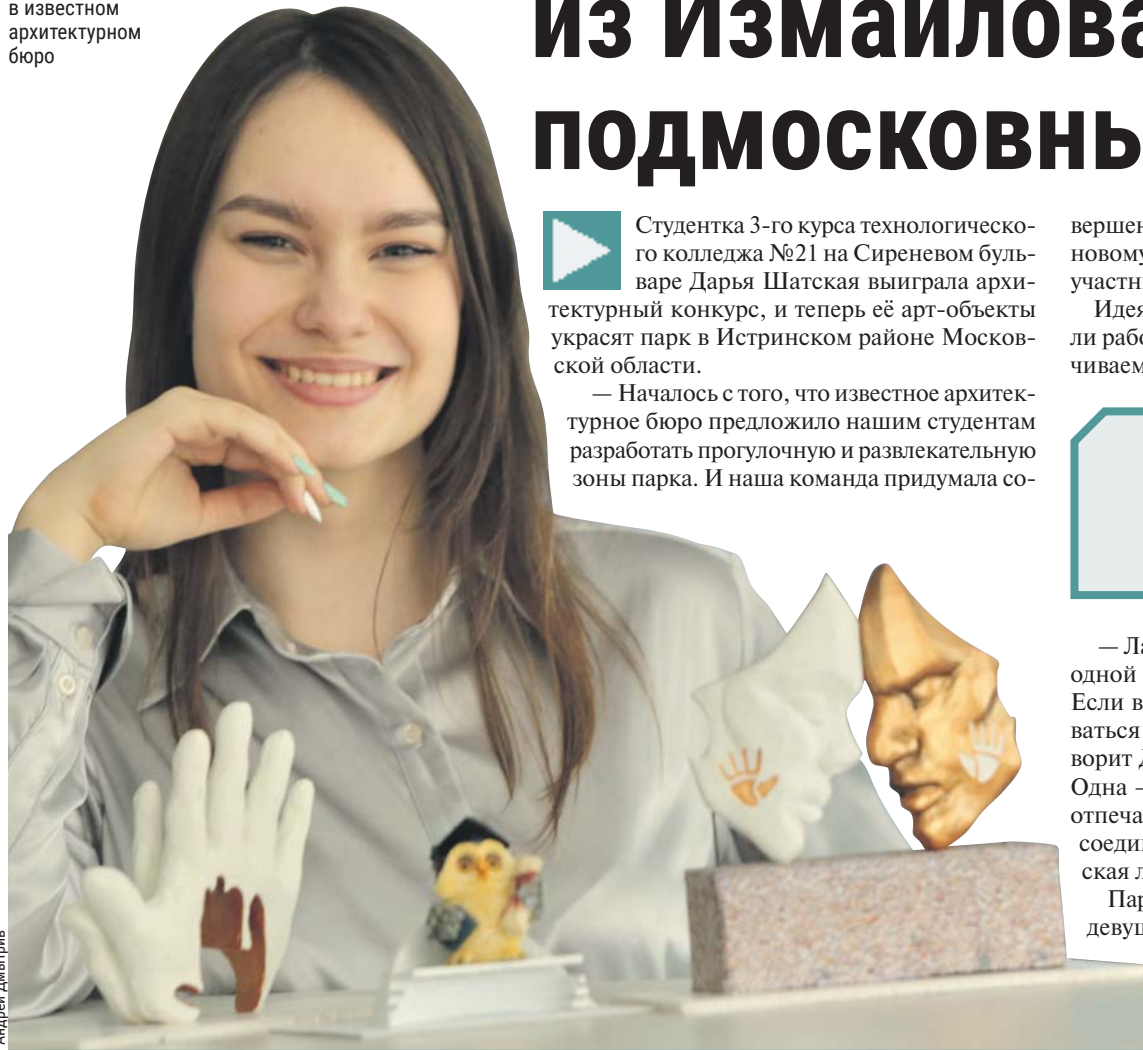 в известном
архитектурном
бюро
из Измайлова
подмосковны
Студентка 3-го курса технологическо-
го колледжа №21 на Сиреневом буль-
варе Дарья Шатская выиграла архи-
тектурный конкурс, и теперь её арт-объекты
украсят парк в Истринском районе Москов-
ской области.
— Началось с того, что известное архитек-
турное бюро предложило нашим студентам
разработать прогулочную и развлекательную
зоны парка. И наша команда придумала со-
вершен
новому
участн
Идея
ли рабо
чиваем
— Ла
одной
Если в
ваться
ворит Д
Одна –
отпеча
соедин
ская л
Пар
девуш
Андрей Дмытрив